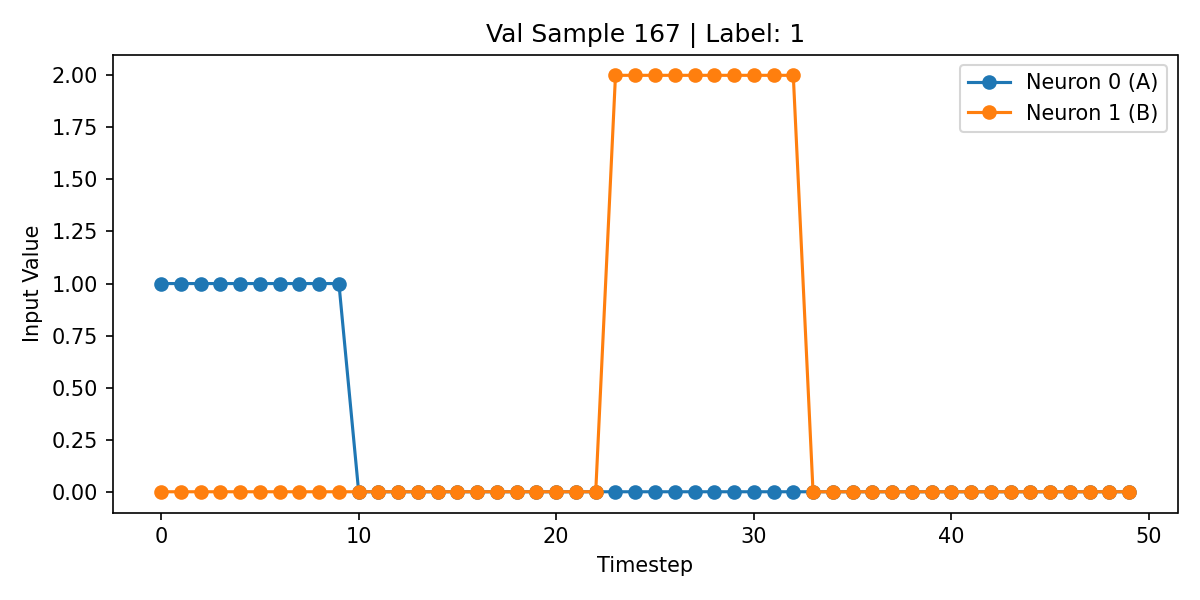 Val Sample 167 | Label: 1
Neuron 0 (A)
Neuron 1 (B)
Input Value
2.00
1.75
1.50
1.25
1.00
0.75
0.50
0.25
0.00
0 10 20 30 40 50
Timestep